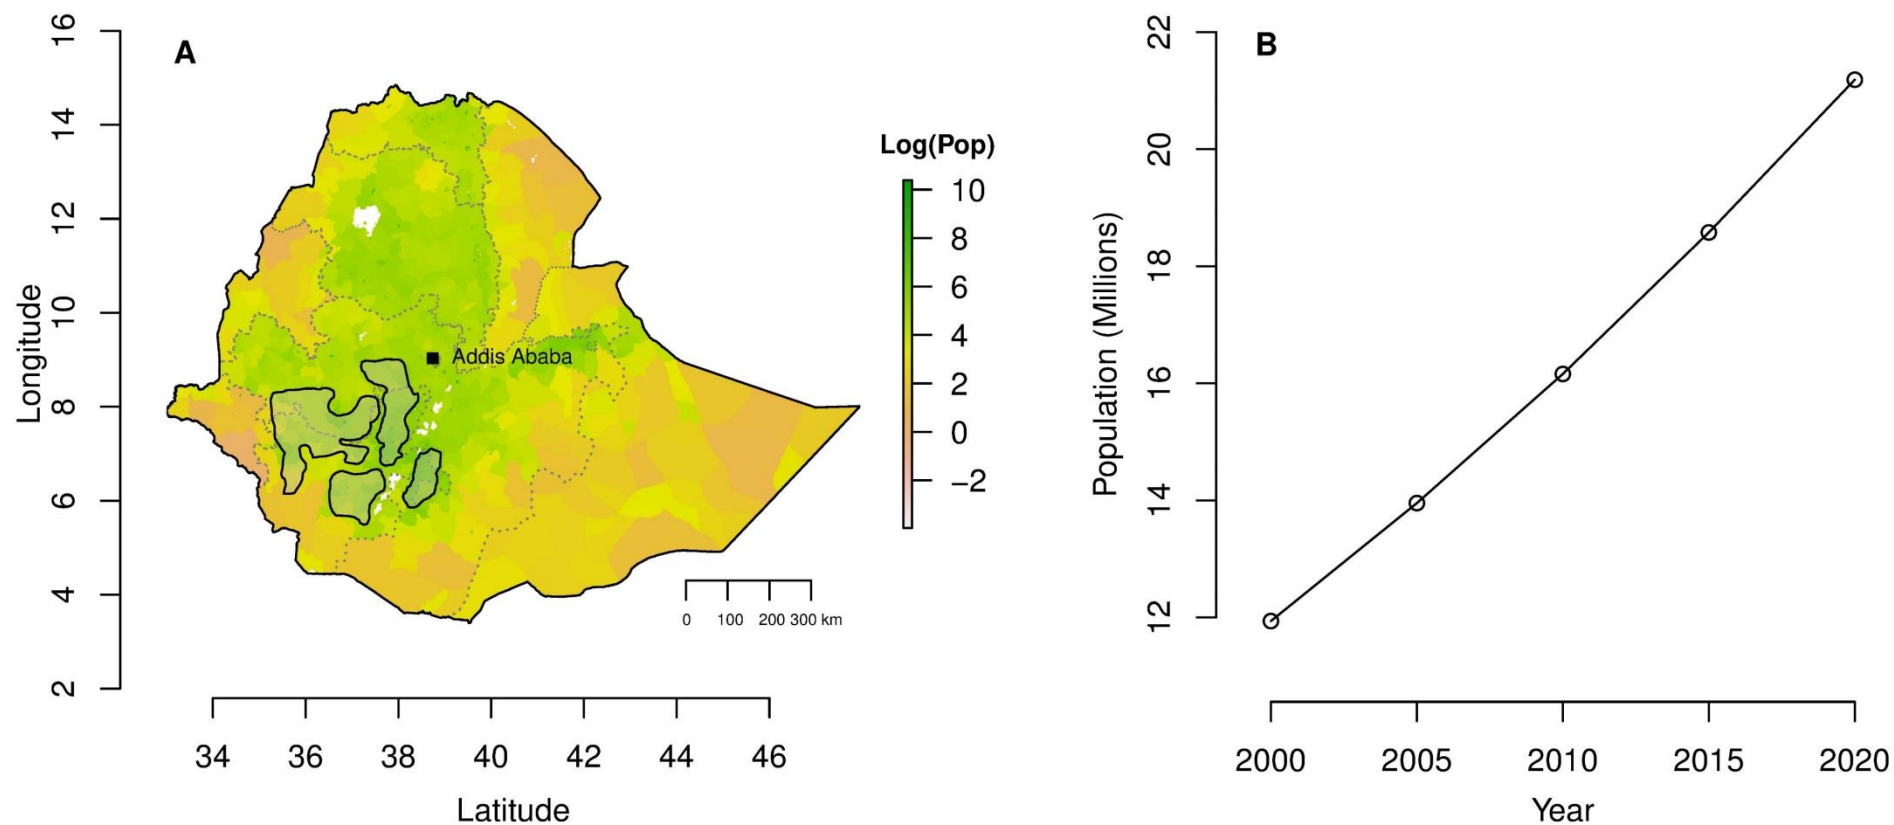 A
Longitude
16
14
12
10
8
6
4
2
Addis Ababa
Log(Pop)
10
8
6
4
2
0
−2
0 100 200 300 km
34 36 38 40 42 44 46
Latitude
B
Population (Millions)
22
20
18
16
14
12
2000 2005 2010 2015 2020
Year